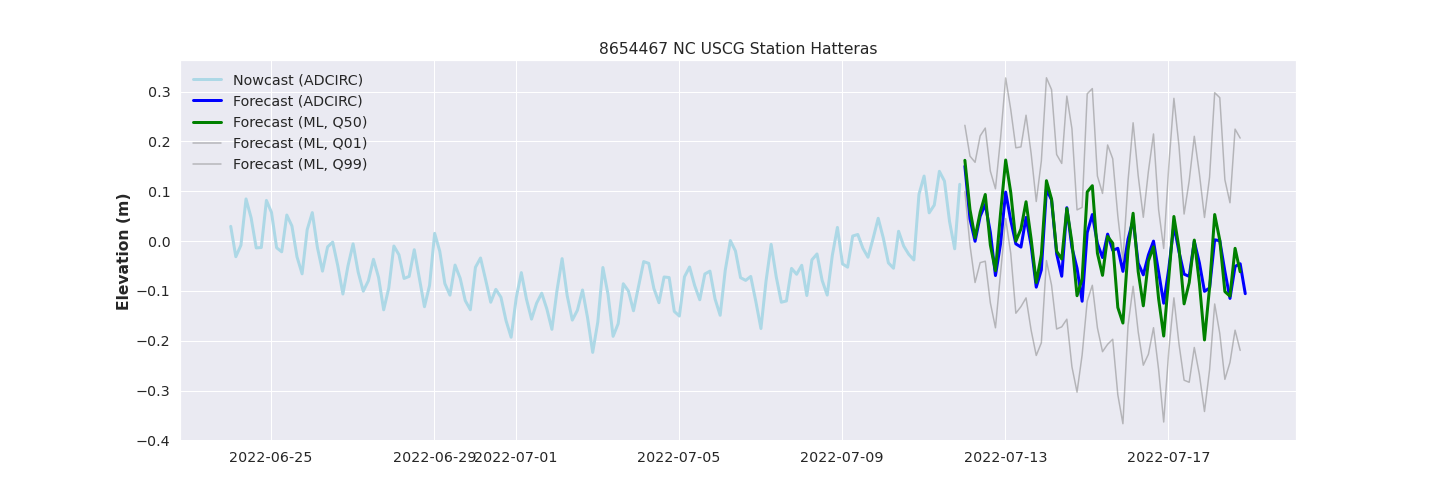 8654467 NC USCG Station Hatteras
Nowcast (ADCIRC)
Forecast (ADCIRC)
Forecast (ML, Q50)
Forecast (ML, Q01)
Forecast (ML, Q99)
Elevation (m)
0.3
0.2
0.1
0.0
−0.1
−0.2
−0.3
−0.4
2022-06-25
2022-06-29
2022-07-01
2022-07-05
2022-07-09
2022-07-13
2022-07-17